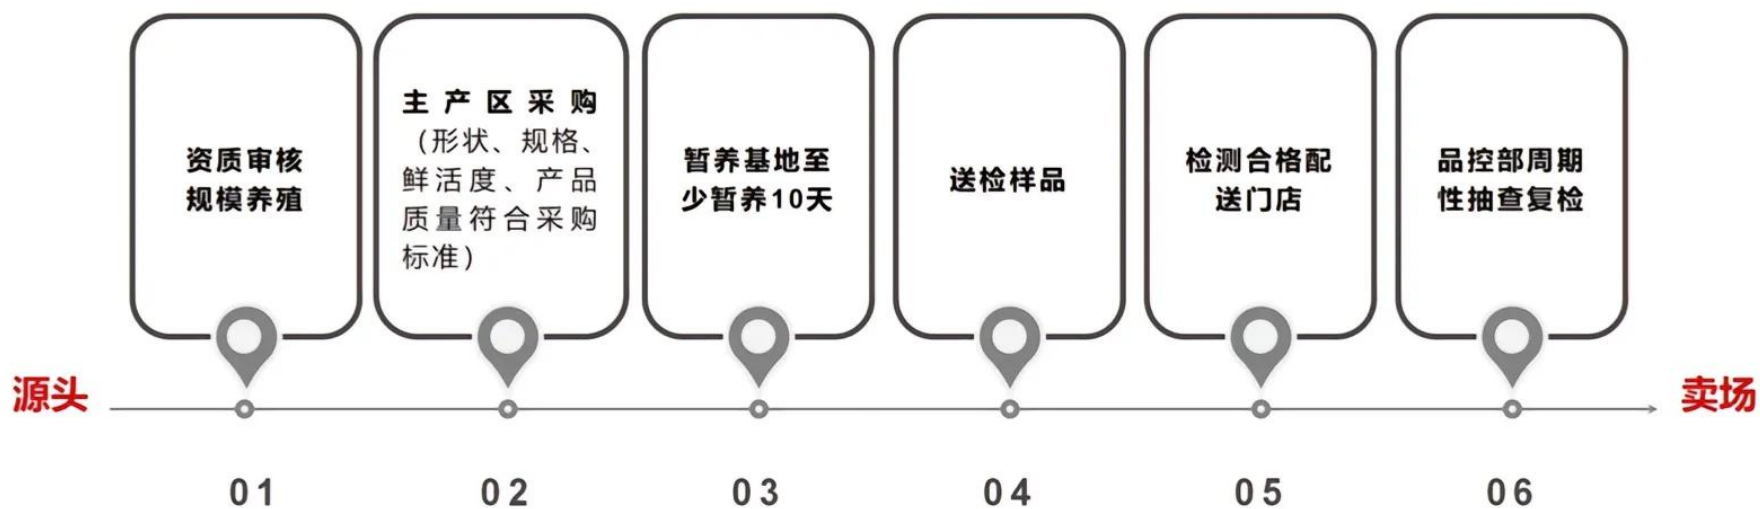 资质审核
规模养殖
主产区采购
（形状、规格、
鲜活度、产品
质量符合采购
标准）
暂养基地至
少暂养10天
送检样品
检测合格配
送门店
品控部周期
性抽查复检
源头
卖场
01
02
03
04
05
06